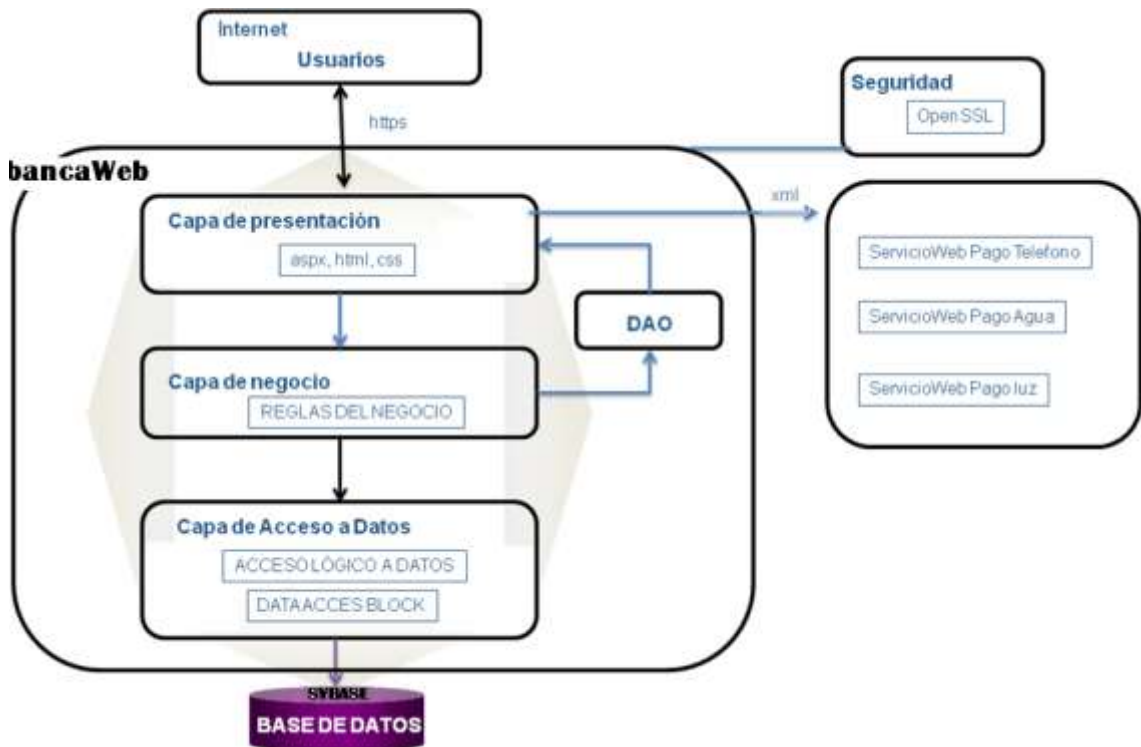 Internet
Usuarios
https
Seguridad
Open SSL
bancaWeb
xml
Capa de presentación
aspx, html, css
ServicioWeb Pago Telefono
ServicioWeb Pago Agua
ServicioWeb Pago luz
DAO
Capa de negocio
REGLAS DEL NEGOCIO
Capa de Acceso a Datos
ACCESO LÓGICO A DATOS
DATA ACCES BLOCK
SYBASE
BASE DE DATOS